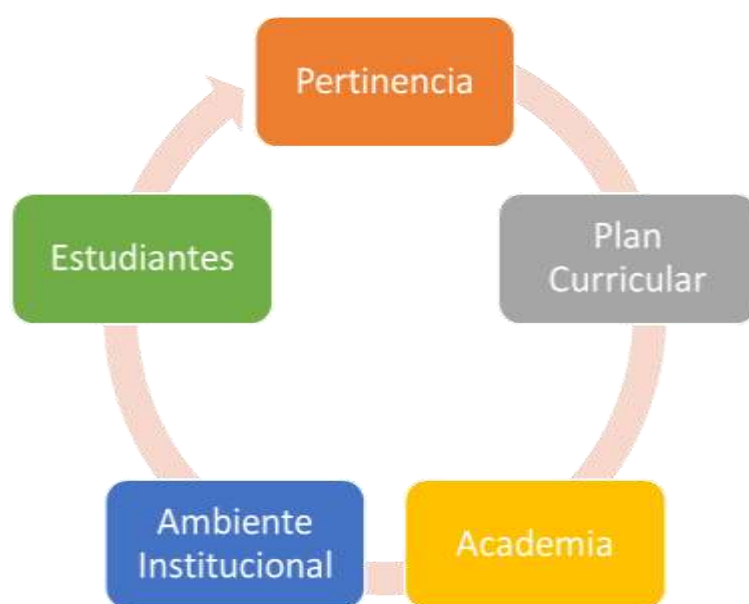 Pertinencia
Plan
Curricular
Academia
Ambiente
Institucional
Estudiantes